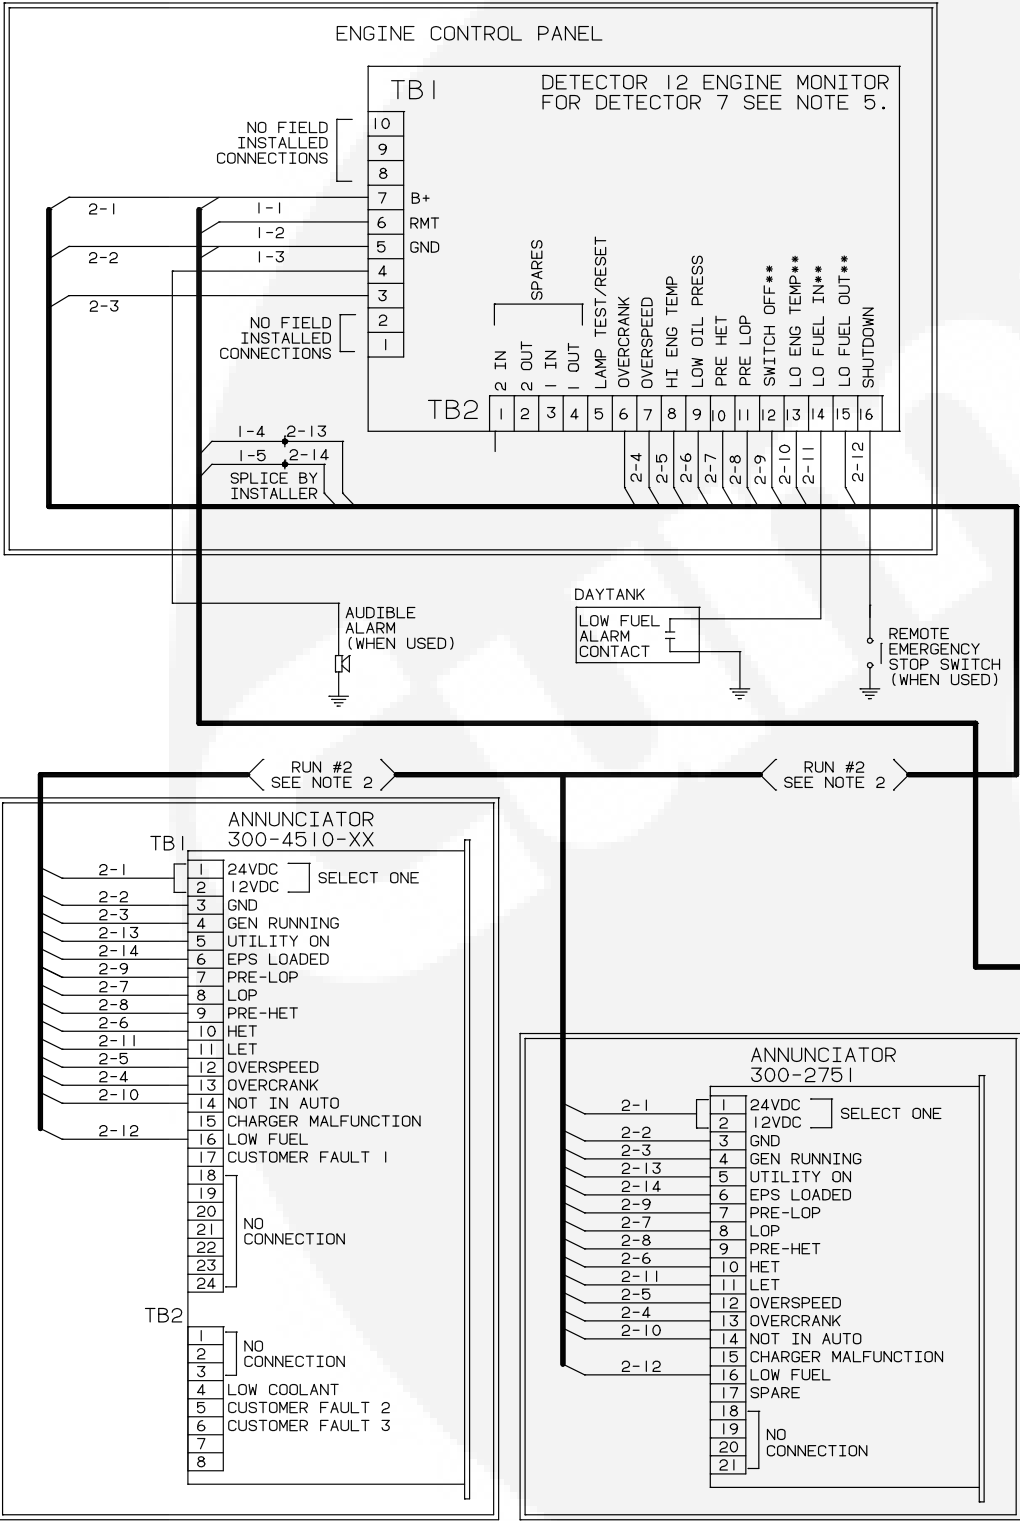 ENGINE CONTROL PANEL
TB1
DETECTOR 12 ENGINE MONITOR
FOR DETECTOR 7 SEE NOTE 5.
NO FIELD
INSTALLED
CONNECTIONS
10
9
8
7 B+
6 RMT
5 GND
4
3
2
1
2-1
1-1
1-2
2-2
1-3
2-3
NO FIELD
INSTALLED
CONNECTIONS
SPARES
2 IN
2 OUT
1 IN
1 OUT
LAMP TEST/RESET
OVERCRANK
OVERSPEED
HI ENG TEMP
LOW OIL PRESS
PRE HET
PRE LOP
SWITCH OFF**
LO ENG TEMP**
LO FUEL IN**
LO FUEL OUT**
SHUTDOWN
TB2
1 2 3 4 5 6 7 8 9 10 11 12 13 14 15 16
2-4 2-5 2-6 2-7 2-8 2-9 2-10 2-11 2-12
1-4 2-13
1-5 2-14
SPLICE BY
INSTALLER
AUDIBLE
ALARM
(WHEN USED)
DAYTANK
LOW FUEL
ALARM
CONTACT
REMOTE
EMERGENCY
STOP SWITCH
(WHEN USED)
RUN #2
SEE NOTE 2
RUN #2
SEE NOTE 2
ANNUNCIATOR
300-4510-XX
TB1
2-1 1 24VDC
2 12VDC
SELECT ONE
2-2 3 GND
2-3 4 GEN RUNNING
2-13 5 UTILITY ON
2-14 6 EPS LOADED
2-9 7 PRE-LOP
2-7 8 LOP
2-8 9 PRE-HET
2-6 10 HET
2-11 11 LET
2-5 12 OVERSPEED
2-4 13 OVERCRANK
2-10 14 NOT IN AUTO
15 CHARGER MALFUNCTION
2-12 16 LOW FUEL
17 CUSTOMER FAULT 1
18
19
20
21
22
23
24
NO
CONNECTION
TB2
1
2
3
NO
CONNECTION
4 LOW COOLANT
5 CUSTOMER FAULT 2
6 CUSTOMER FAULT 3
7
8
ANNUNCIATOR
300-2751
2-1 1 24VDC
2 12VDC
SELECT ONE
2-2 3 GND
2-3 4 GEN RUNNING
2-13 5 UTILITY ON
2-14 6 EPS LOADED
2-9 7 PRE-LOP
2-7 8 LOP
2-8 9 PRE-HET
2-6 10 HET
2-11 11 LET
2-5 12 OVERSPEED
2-4 13 OVERCRANK
2-10 14 NOT IN AUTO
15 CHARGER MALFUNCTION
2-12 16 LOW FUEL
17 SPARE
18
19
20
21
NO
CONNECTION